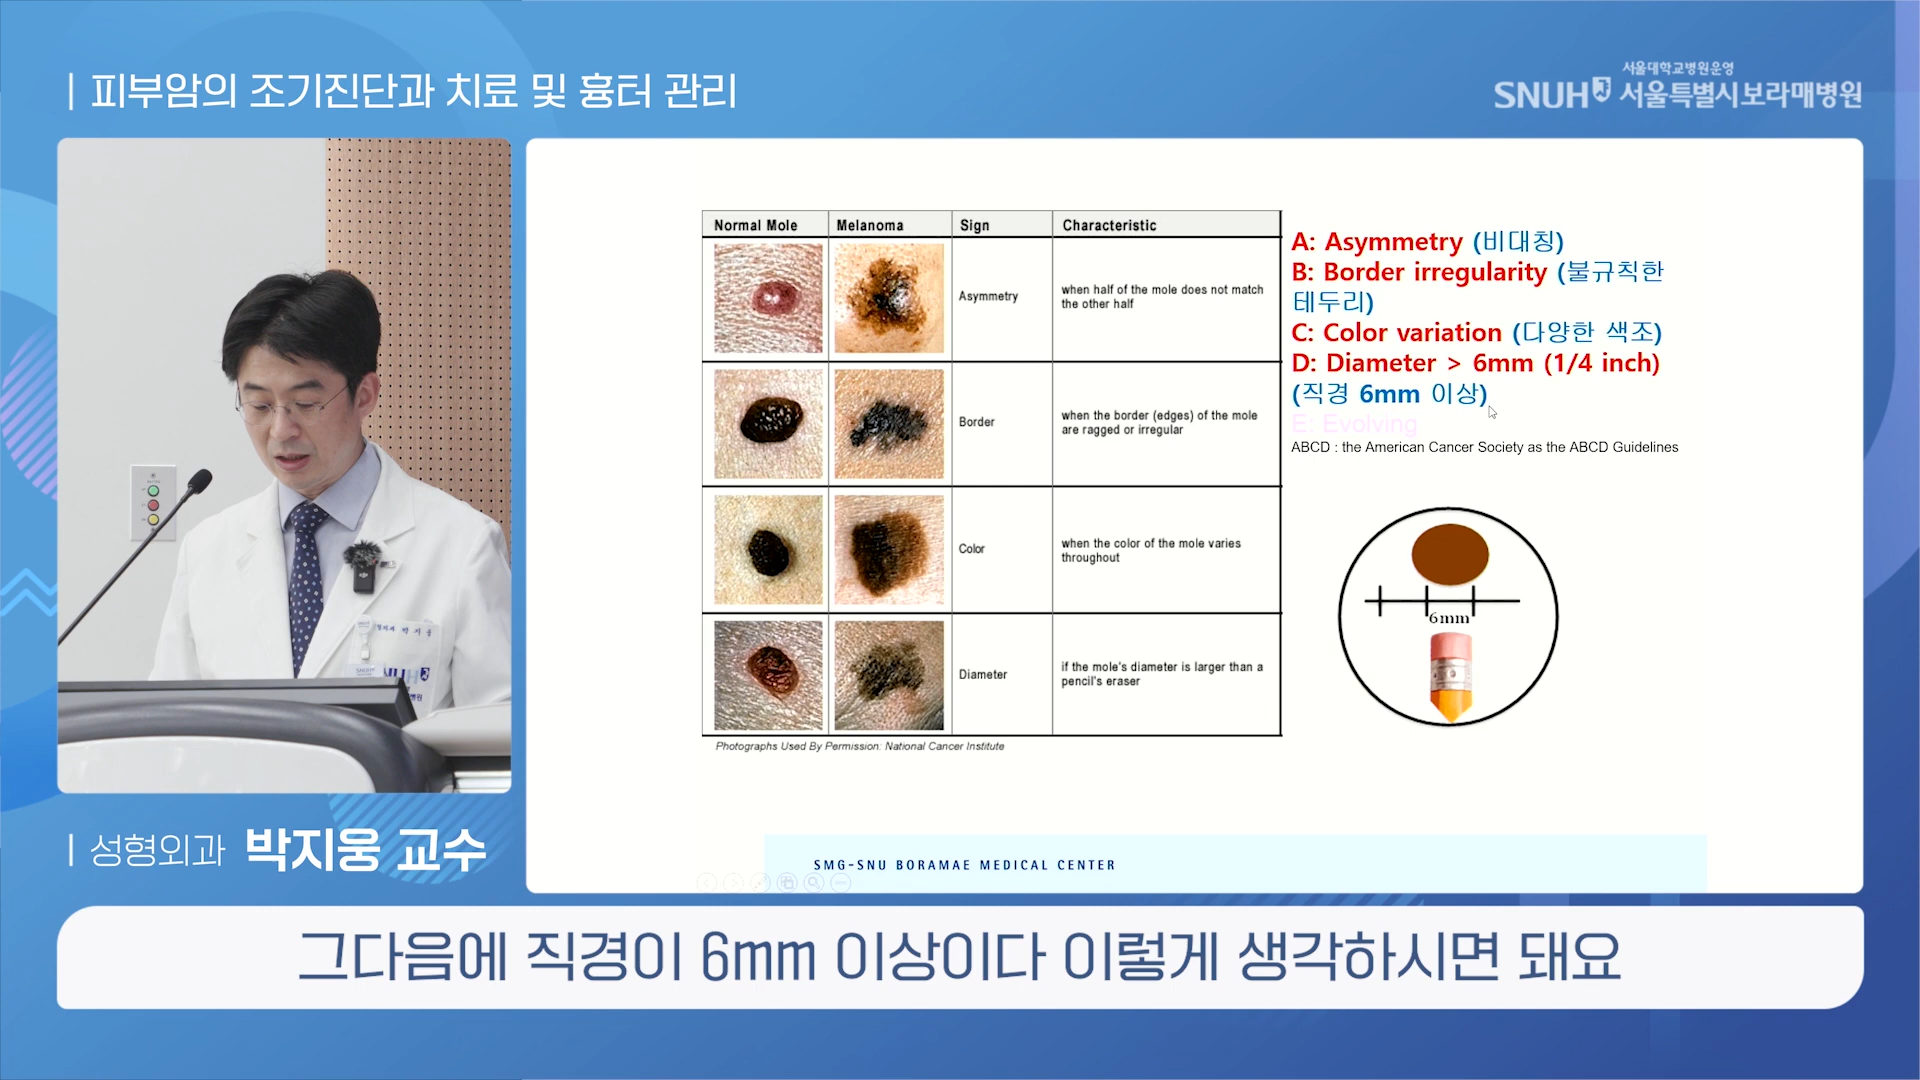 피부암의 조기진단과 치료 및 흉터 관리
서울대학교병원운영
SNUH 서울특별시보라매병원
Normal Mole Melanoma Sign Characteristic
Asymmetry
when half of the mole does not match
the other half
Border
when the border (edges) of the mole
are ragged or irregular
Color
when the color of the mole varies
throughout
Diameter
if the mole's diameter is larger than a
pencil's eraser
Photographs Used By Permission: National Cancer Institute
A: Asymmetry (비대칭)
B: Border irregularity (불규칙한
테두리)
C: Color variation (다양한 색조)
D: Diameter > 6mm (1/4 inch)
(직경 6mm 이상)
E: Evolving
ABCD : the American Cancer Society as the ABCD Guidelines
6mm
SMG-SNU BORAMAE MEDICAL CENTER
성형외과 박지웅 교수
그다음에 직경이 6mm 이상이다 이렇게 생각하시면 돼요